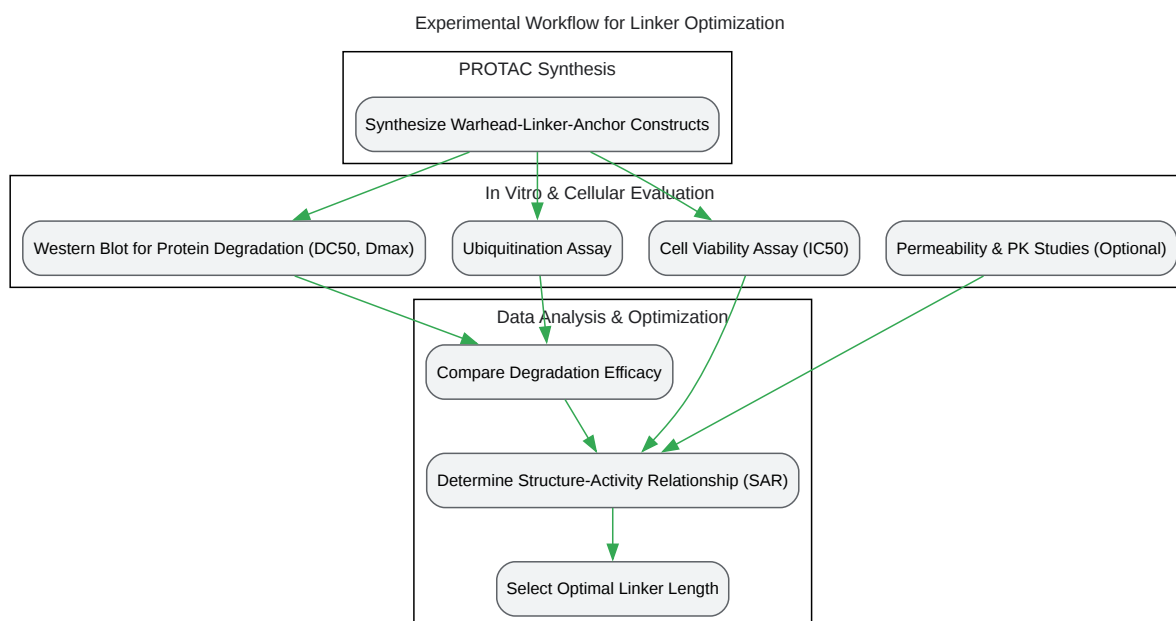 Experimental Workflow for Linker Optimization
PROTAC Synthesis
Synthesize Warhead-Linker-Anchor Constructs
In Vitro & Cellular Evaluation
Western Blot for Protein Degradation (DC50, Dmax)
Ubiquitination Assay
Cell Viability Assay (IC50)
Permeability & PK Studies (Optional)
Data Analysis & Optimization
Compare Degradation Efficacy
Determine Structure-Activity Relationship (SAR)
Select Optimal Linker Length